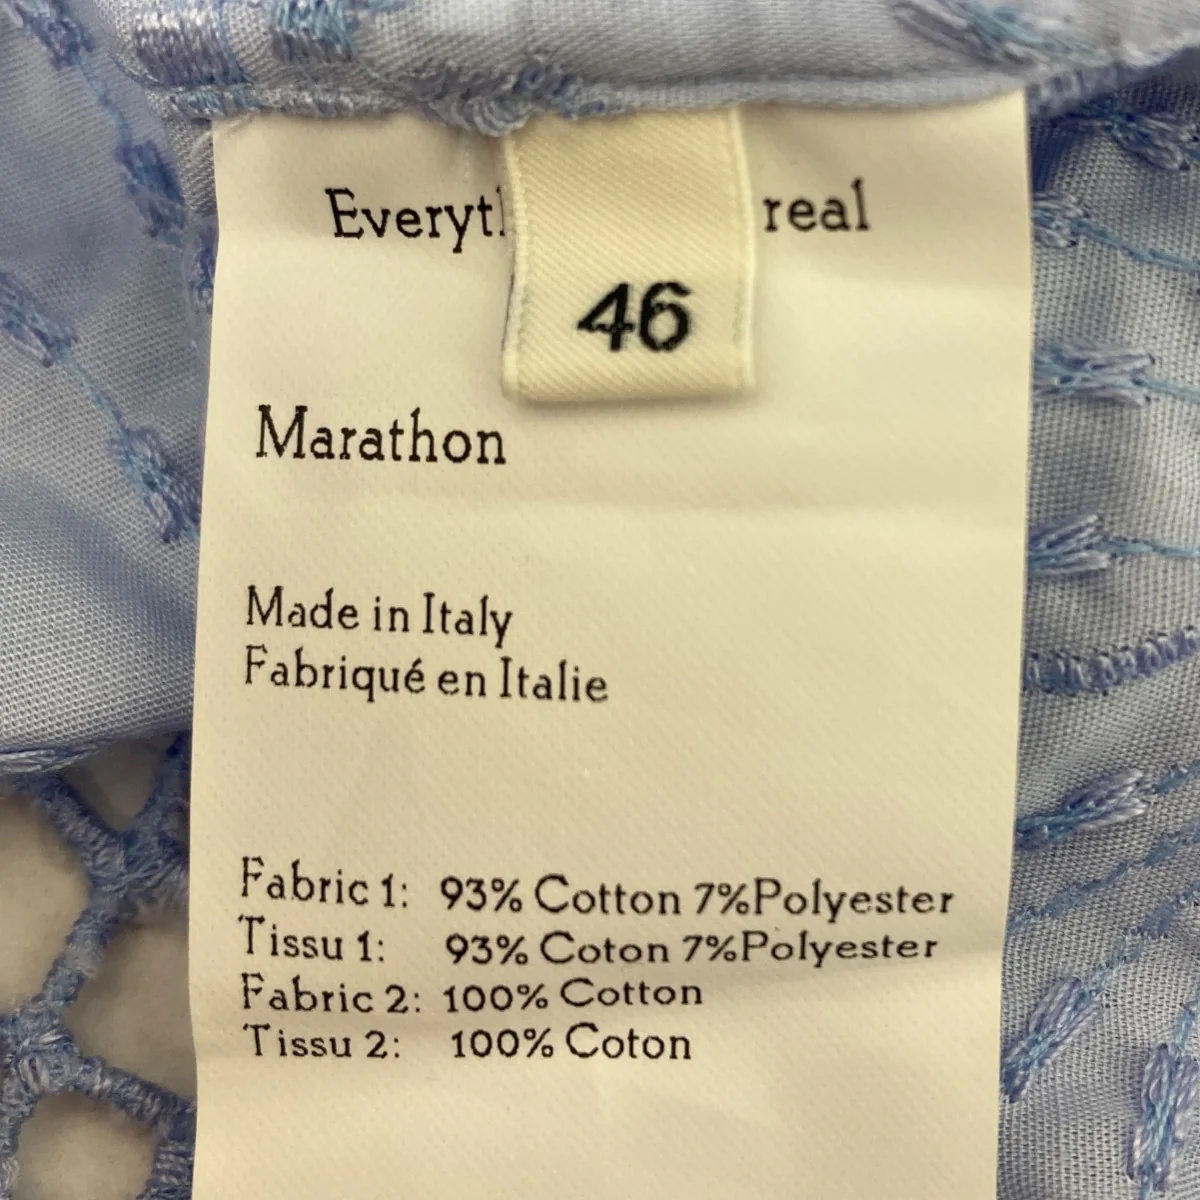 real
46
Marathon
Made in Italy
Fabriqué en Italie
Fabric 1: 93% Cotton 7%Polyester
Tissu 1: 93% Coton 7%Polyester
Fabric 2: 100% Cotton
Tissu 2: 100% Coton